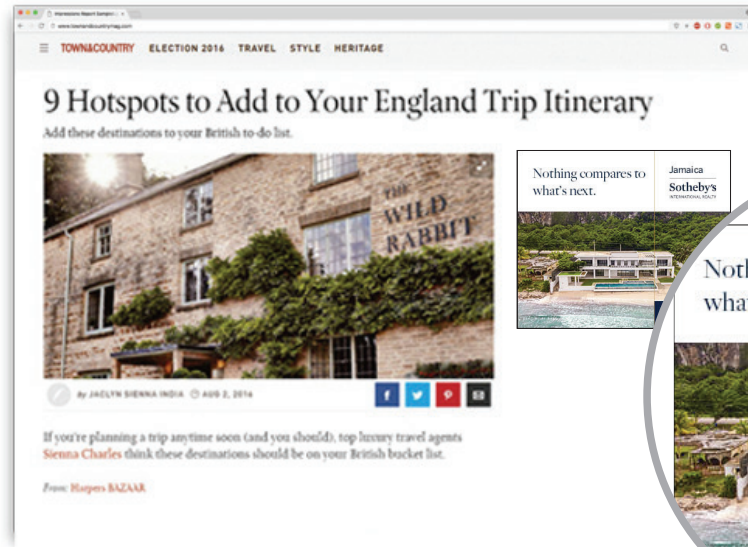 www.townandcountrymag.com
TOWN&COUNTRY ELECTION 2016 TRAVEL STYLE HERITAGE
9 Hotspots to Add to Your England Trip Itinerary
Add these destinations to your British to-do list.
THE
WILD
RABBIT
By JACLYN SIENNA INDIA AUG 2, 2016
If you're planning a trip anytime soon (and you should), top luxury travel agents
Sienna Charles think these destinations should be on your British bucket list.
From: Harpers BAZAAR
Nothing compares to
what's next.
Jamaica
Sotheby's
INTERNATIONAL REALTY
Noth
what